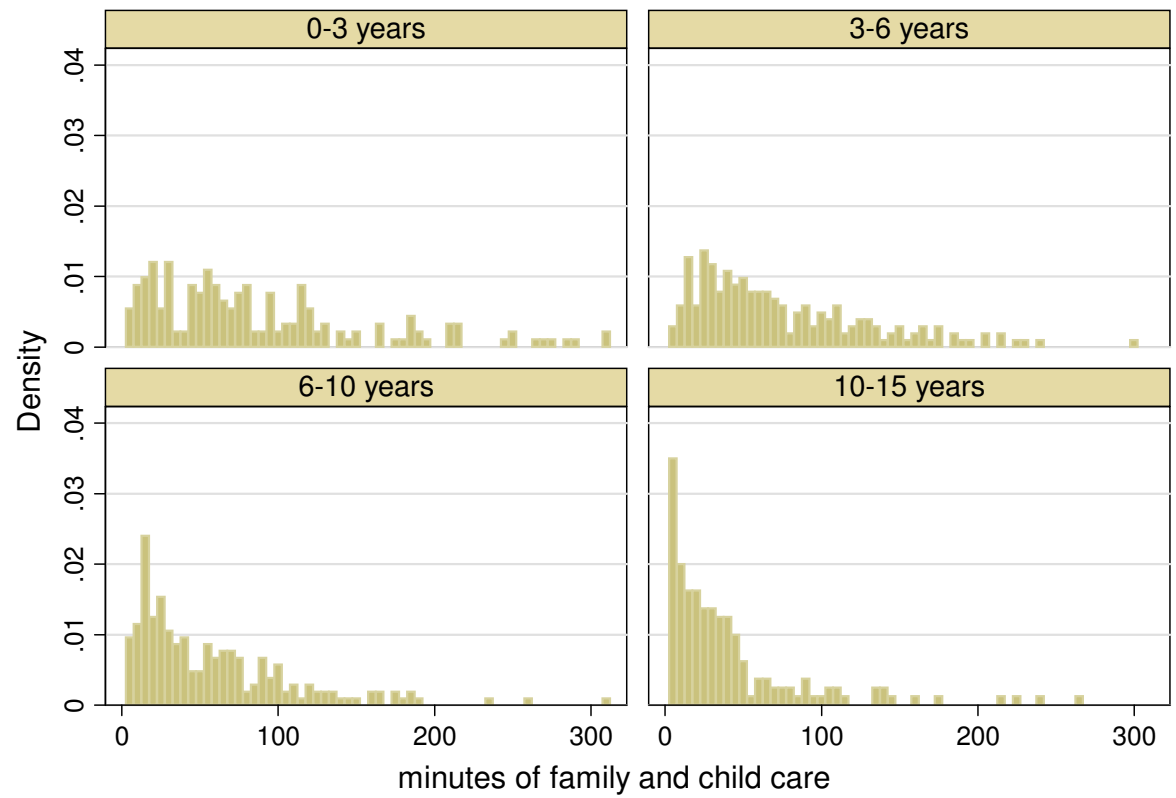 0-3 years
3-6 years
.04
.03
.02
.01
0
6-10 years
10-15 years
.04
.03
.02
.01
0
Density
0 100 200 300
0 100 200 300
minutes of family and child care